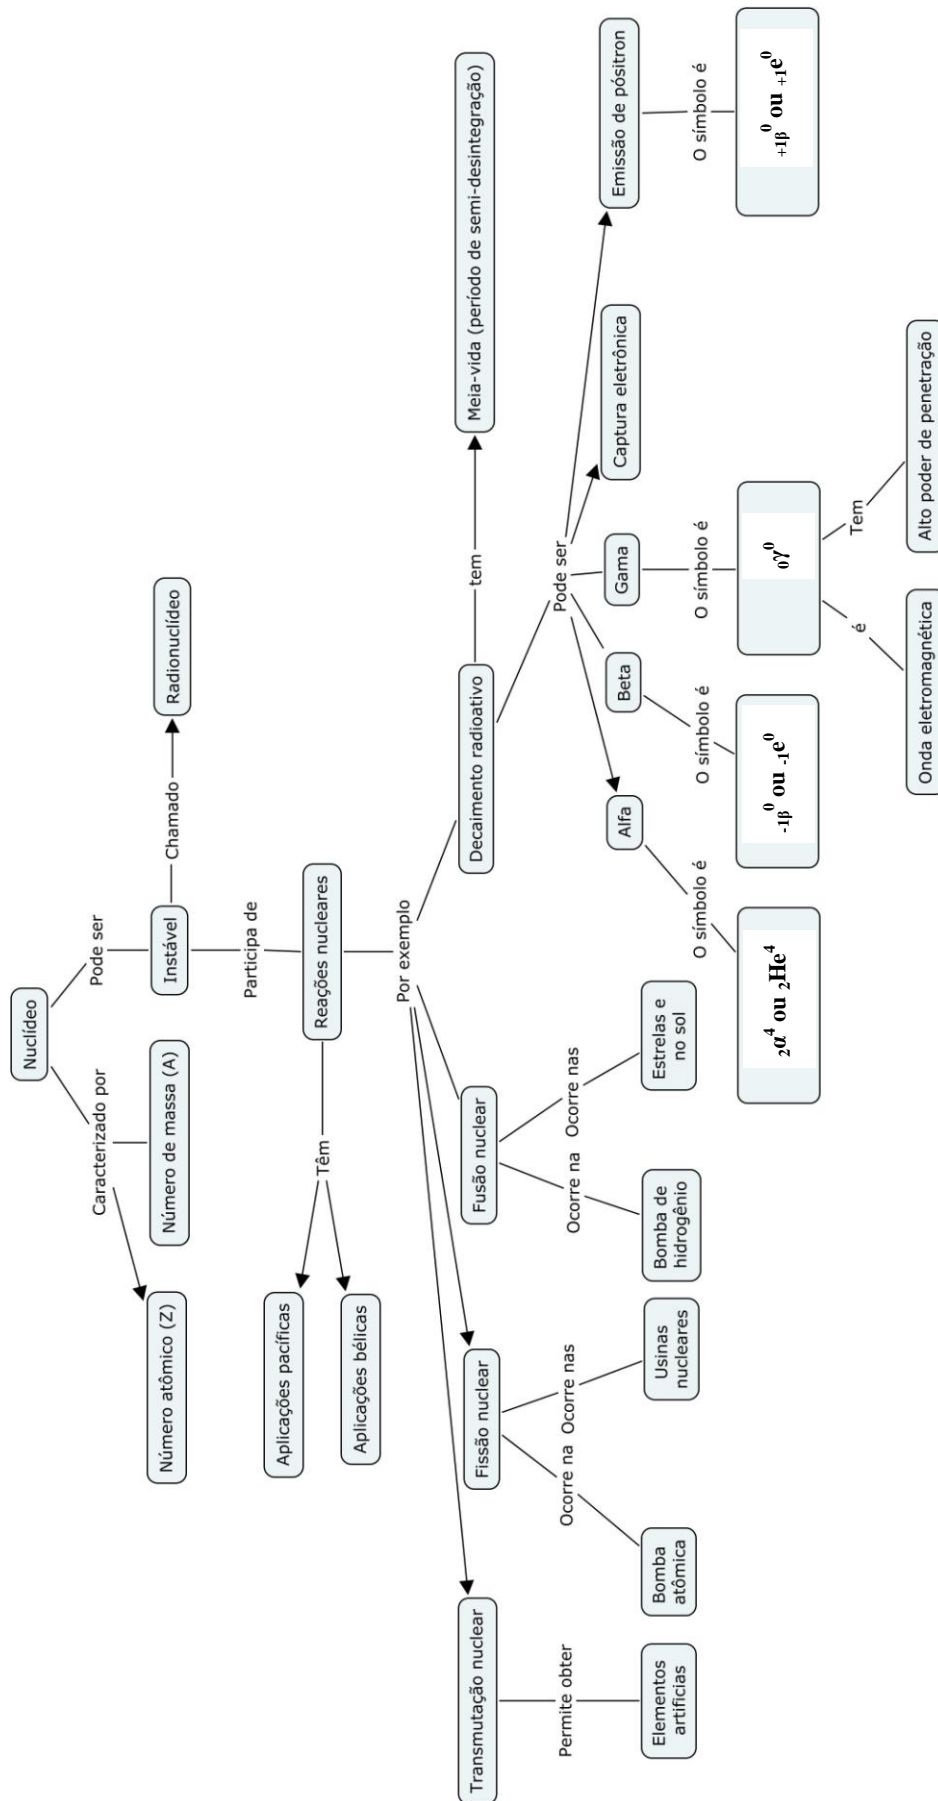 Nuclídeo
Caracterizado por
Pode ser
Número atômico (Z)
Número de massa (A)
Instável
Chamado
Radionuclídeo
Participa de
Aplicações pacíficas
Aplicações bélicas
Têm
Reações nucleares
Por exemplo
Transmutação nuclear
Fissão nuclear
Fusão nuclear
Decaimento radioativo
tem
Meia-vida (período de semi-desintegração)
Permite obter
Ocorre na
Ocorre nas
Ocorre na
Ocorre nas
Pode ser
Elementos
artificias
Bomba
atômica
Usinas
nucleares
Bomba de
hidrogênio
Estrelas e
no sol
Alfa
Beta
Gama
Captura eletrônica
Emissão de pósitron
O símbolo é
O símbolo é
O símbolo é
O símbolo é
₂α⁴ ou ₂He⁴
₋₁β⁰ ou ₋₁e⁰
₀γ⁰
₊₁β⁰ ou ₊₁e⁰
é
Tem
Onda eletromagnética
Alto poder de penetração